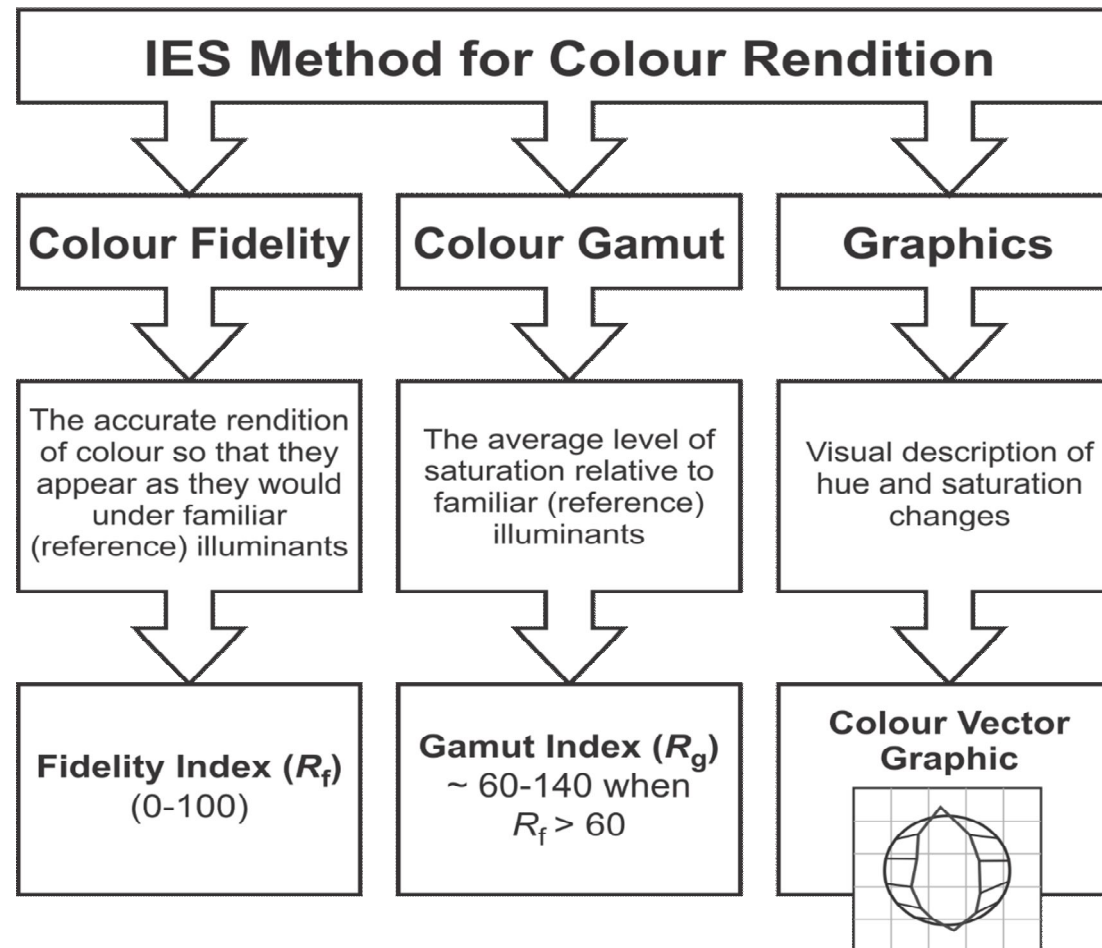 IES Method for Colour Rendition
Colour Fidelity
Colour Gamut
Graphics
The accurate rendition
of colour so that they
appear as they would
under familiar
(reference) illuminants
The average level of
saturation relative to
familiar (reference)
illuminants
Visual description of
hue and saturation
changes
Fidelity Index (Rf)
(0-100)
Gamut Index (Rg)
~ 60-140 when
Rf > 60
Colour Vector
Graphic